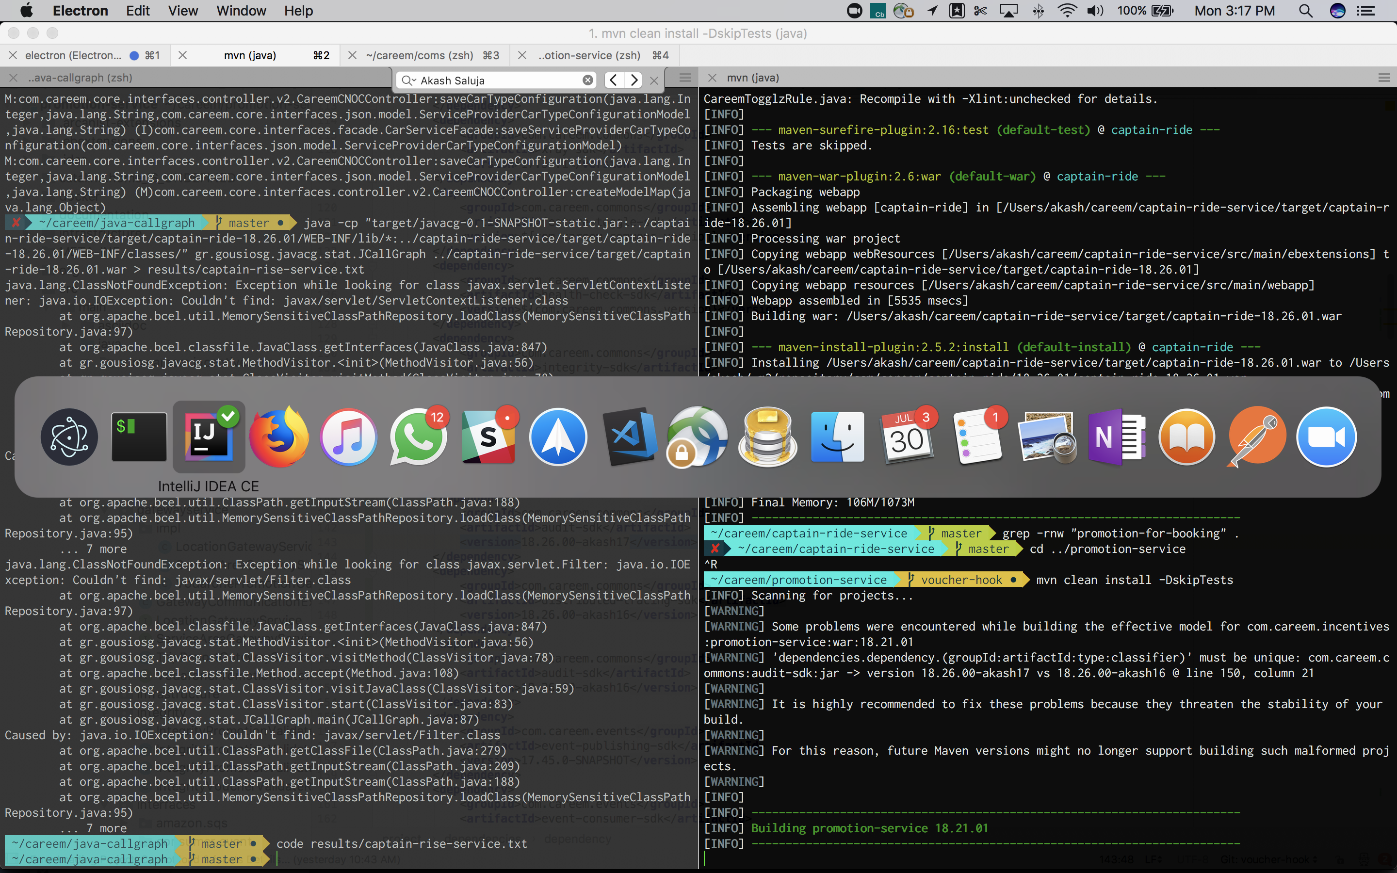 Electron Edit View Window Help 100% Mon 3:17 PM
1. mvn clean install -DskipTests (java)
electron (Electron... ⌘1 mvn (java) ⌘2 ~/careem/coms (zsh) ⌘3 ..otion-service (zsh) ⌘4
..ava-callgraph (zsh)
Akash Saluja
M:com.careem.core.interfaces.controller.v2.CareemCNOCController:saveCarTypeConfiguration(java.lang.In
teger,java.lang.String,com.careem.core.interfaces.json.model.ServiceProviderCarTypeConfigurationModel
,java.lang.String) (I)com.careem.core.interfaces.facade.CarServiceFacade:saveServiceProviderCarTypeCo
nfiguration(com.careem.core.interfaces.json.model.ServiceProviderCarTypeConfigurationModel)
M:com.careem.core.interfaces.controller.v2.CareemCNOCController:saveCarTypeConfiguration(java.lang.In
teger,java.lang.String,com.careem.core.interfaces.json.model.ServiceProviderCarTypeConfigurationModel
,java.lang.String) (M)com.careem.core.interfaces.controller.v2.CareemCNOCController:createModelMap(ja
va.lang.Object)
✘ ~/careem/java-callgraph master ● java -cp "target/javacg-0.1-SNAPSHOT-static.jar:../captai
n-ride-service/target/captain-ride-18.26.01/WEB-INF/lib/*:../captain-ride-service/target/captain-ride
-18.26.01/WEB-INF/classes/" gr.gousiosg.javacg.stat.JCallGraph ../captain-ride-service/target/captain
-ride-18.26.01.war > results/captain-rise-service.txt
java.lang.ClassNotFoundException: Exception while looking for class javax.servlet.ServletContextListe
ner: java.io.IOException: Couldn't find: javax/servlet/ServletContextListener.class
at org.apache.bcel.util.MemorySensitiveClassPathRepository.loadClass(MemorySensitiveClassPath
Repository.java:97)
at org.apache.bcel.classfile.JavaClass.getInterfaces(JavaClass.java:847)
at gr.gousiosg.javacg.stat.MethodVisitor.<init>(MethodVisitor.java:56)
IntelliJ IDEA CE
12
JUL 3
30
1
at org.apache.bcel.util.ClassPath.getInputStream(ClassPath.java:188)
at org.apache.bcel.util.MemorySensitiveClassPathRepository.loadClass(MemorySensitiveClassPath
Repository.java:95)
... 7 more
java.lang.ClassNotFoundException: Exception while looking for class javax.servlet.Filter: java.io.IOE
xception: Couldn't find: javax/servlet/Filter.class
at org.apache.bcel.util.MemorySensitiveClassPathRepository.loadClass(MemorySensitiveClassPath
Repository.java:97)
at org.apache.bcel.classfile.JavaClass.getInterfaces(JavaClass.java:847)
at gr.gousiosg.javacg.stat.MethodVisitor.<init>(MethodVisitor.java:56)
at gr.gousiosg.javacg.stat.ClassVisitor.visitMethod(ClassVisitor.java:78)
at org.apache.bcel.classfile.Method.accept(Method.java:108)
at gr.gousiosg.javacg.stat.ClassVisitor.visitJavaClass(ClassVisitor.java:59)
at gr.gousiosg.javacg.stat.ClassVisitor.start(ClassVisitor.java:83)
at gr.gousiosg.javacg.stat.JCallGraph.main(JCallGraph.java:87)
Caused by: java.io.IOException: Couldn't find: javax/servlet/Filter.class
at org.apache.bcel.util.ClassPath.getClassFile(ClassPath.java:279)
at org.apache.bcel.util.ClassPath.getInputStream(ClassPath.java:209)
at org.apache.bcel.util.ClassPath.getInputStream(ClassPath.java:188)
at org.apache.bcel.util.MemorySensitiveClassPathRepository.loadClass(MemorySensitiveClassPath
Repository.java:95)
... 7 more
~/careem/java-callgraph master ● code results/captain-rise-service.txt
~/careem/java-callgraph master ●
mvn (java)
CareemTogglzRule.java: Recompile with -Xlint:unchecked for details.
[INFO]
[INFO] --- maven-surefire-plugin:2.16:test (default-test) @ captain-ride ---
[INFO] Tests are skipped.
[INFO]
[INFO] --- maven-war-plugin:2.6:war (default-war) @ captain-ride ---
[INFO] Packaging webapp
[INFO] Assembling webapp [captain-ride] in [/Users/akash/careem/captain-ride-service/target/captain-r
ide-18.26.01]
[INFO] Processing war project
[INFO] Copying webapp webResources [/Users/akash/careem/captain-ride-service/src/main/ebextensions] t
o [/Users/akash/careem/captain-ride-service/target/captain-ride-18.26.01]
[INFO] Copying webapp resources [/Users/akash/careem/captain-ride-service/src/main/webapp]
[INFO] Webapp assembled in [5535 msecs]
[INFO] Building war: /Users/akash/careem/captain-ride-service/target/captain-ride-18.26.01.war
[INFO]
[INFO] --- maven-install-plugin:2.5.2:install (default-install) @ captain-ride ---
[INFO] Installing /Users/akash/careem/captain-ride-service/target/captain-ride-18.26.01.war to /Users
[INFO] Final Memory: 106M/1073M
[INFO] ------------------------------------------------------------------------
~/careem/captain-ride-service master grep -rnw "promotion-for-booking" .
✘ ~/careem/captain-ride-service master cd ../promotion-service
^R
~/careem/promotion-service voucher-hook ● mvn clean install -DskipTests
[INFO] Scanning for projects...
[WARNING]
[WARNING] Some problems were encountered while building the effective model for com.careem.incentives
:promotion-service:war:18.21.01
[WARNING] 'dependencies.dependency.(groupId:artifactId:type:classifier)' must be unique: com.careem.c
ommons:audit-sdk:jar -> version 18.26.00-akash17 vs 18.26.00-akash16 @ line 150, column 21
[WARNING]
[WARNING] It is highly recommended to fix these problems because they threaten the stability of your
build.
[WARNING]
[WARNING] For this reason, future Maven versions might no longer support building such malformed proj
ects.
[WARNING]
[INFO]
[INFO] ------------------------------------------------------------------------
[INFO] Building promotion-service 18.21.01
[INFO] ------------------------------------------------------------------------